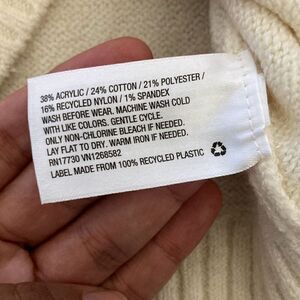 38% ACRYLIC / 24% COTTON / 21% POLYESTER /
16% RECYCLED NYLON / 1% SPANDEX
WASH BEFORE WEAR. MACHINE WASH COLD
WITH LIKE COLORS. GENTLE CYCLE.
ONLY NON-CHLORINE BLEACH IF NEEDED.
LAY FLAT TO DRY. WARM IRON IF NEEDED.
RN17730 VN1268582
LABEL MADE FROM 100% RECYCLED PLASTIC